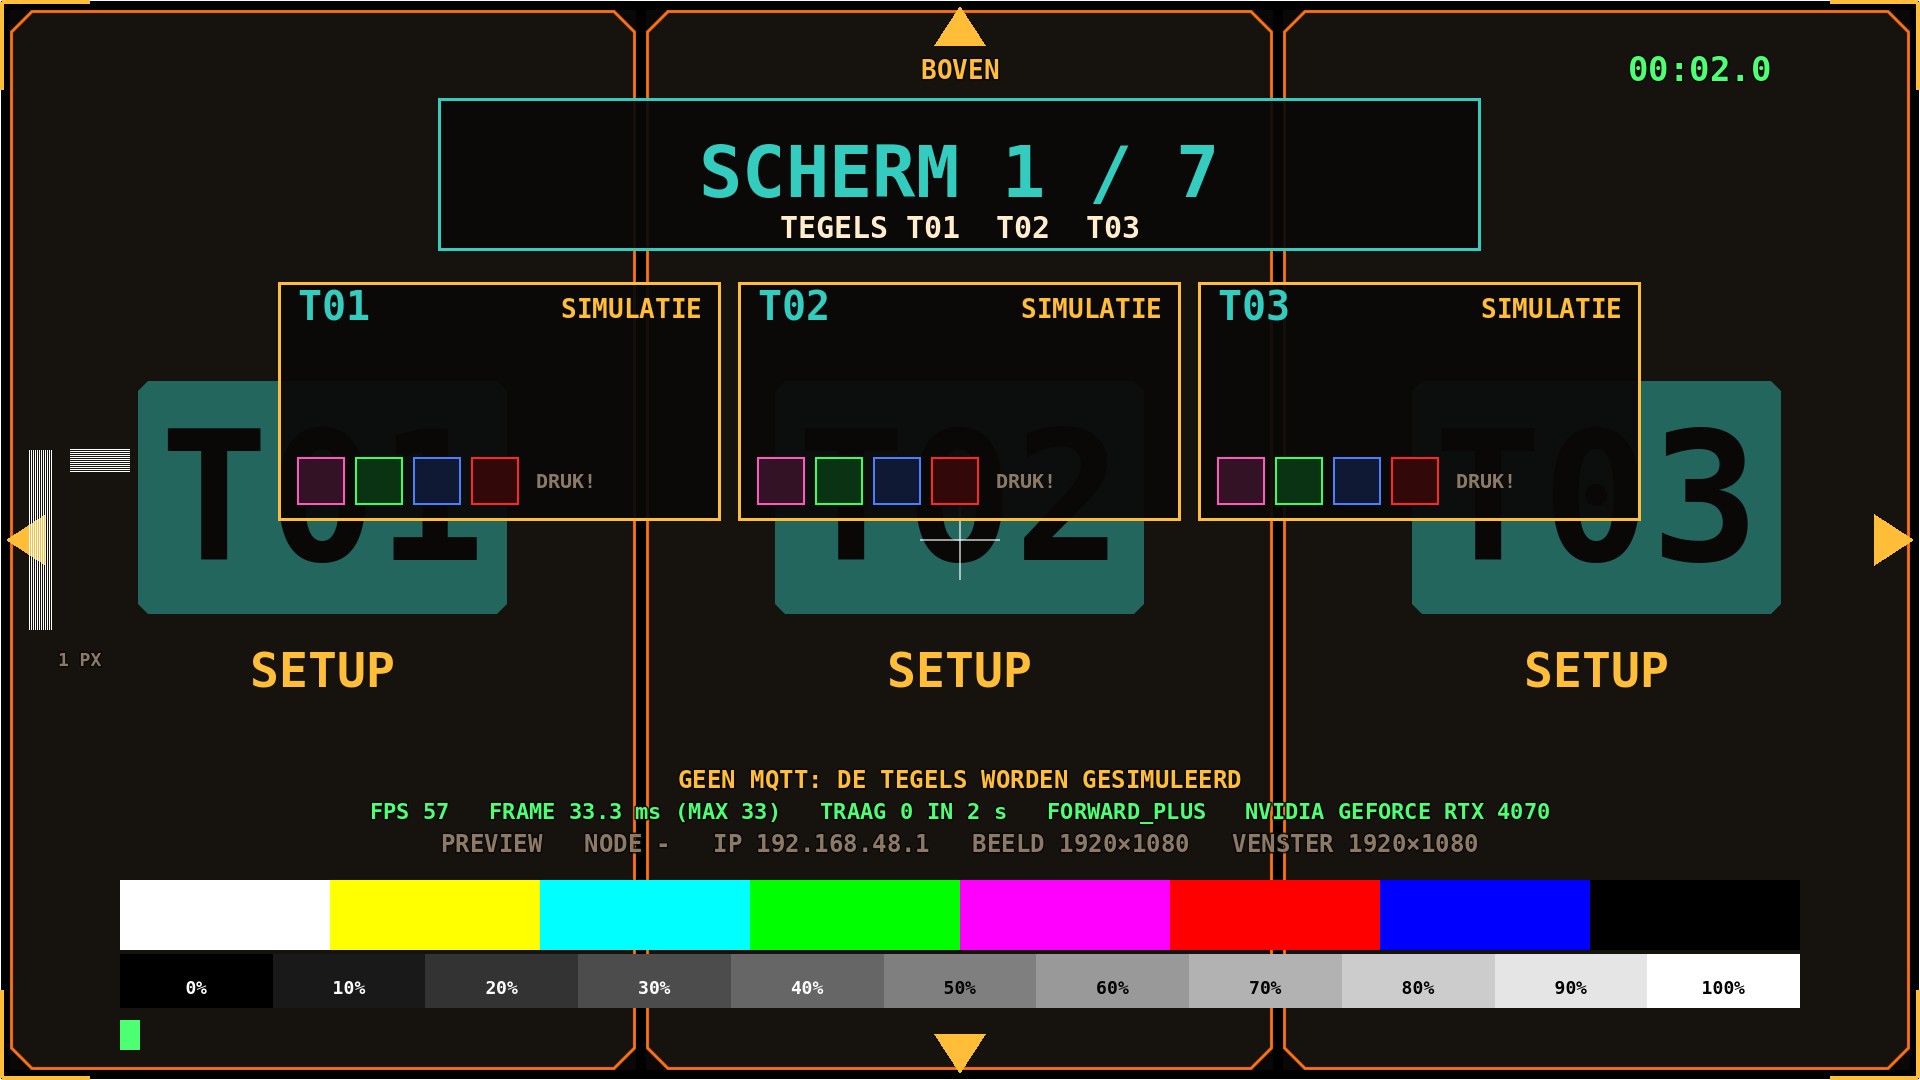 BOVEN
00:02.0
SCHERM 1 / 7
TEGELS T01 T02 T03
T01 SIMULATIE
T02 SIMULATIE
T03 SIMULATIE
T01
T02
T03
DRUK!
DRUK!
DRUK!
1 PX
SETUP
SETUP
SETUP
GEEN MQTT: DE TEGELS WORDEN GESIMULEERD
FPS 57 FRAME 33.3 ms (MAX 33) TRAAG 0 IN 2 s FORWARD_PLUS NVIDIA GEFORCE RTX 4070
PREVIEW NODE - IP 192.168.48.1 BEELD 1920×1080 VENSTER 1920×1080
0% 10% 20% 30% 40% 50% 60% 70% 80% 90% 100%